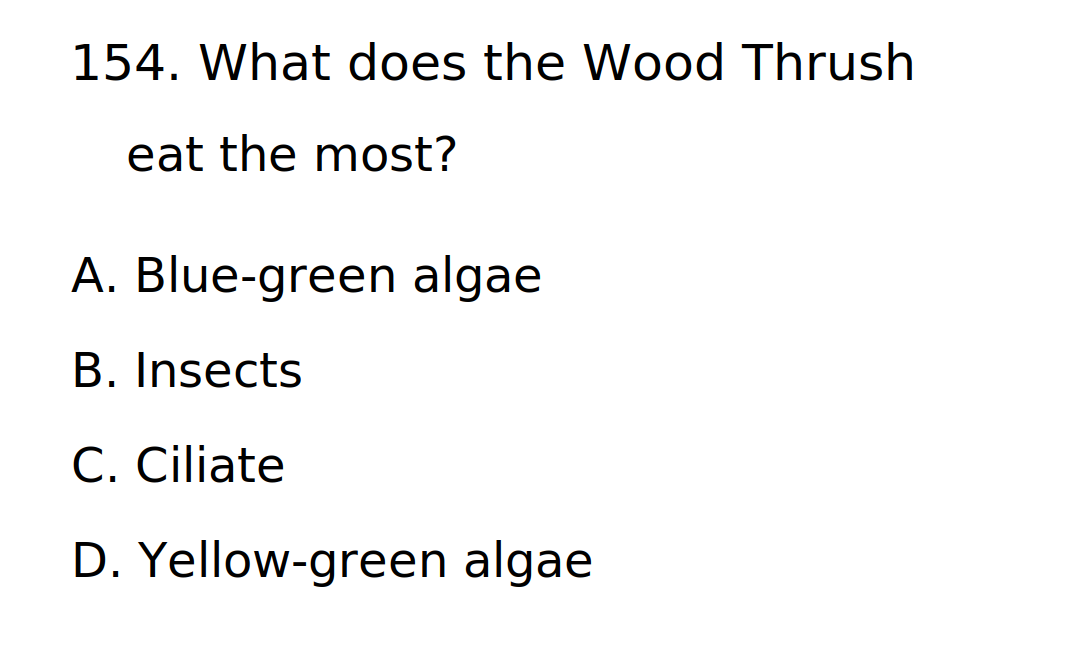 154. What does the Wood Thrush
eat the most?
A. Blue-green algae
B. Insects
C. Ciliate
D. Yellow-green algae